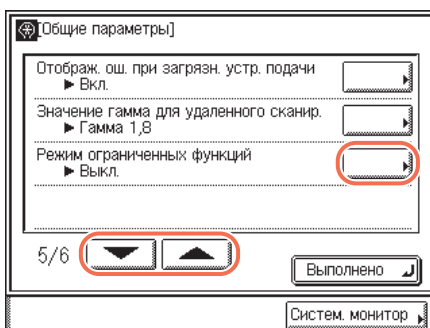 [Общие параметры]
Отображ. ош. при загрязн. устр. подачи
► Вкл.
Значение гамма для удаленного сканир.
► Гамма 1,8
Режим ограниченных функций
► Выкл.
5/6
Выполнено
Систем. монитор